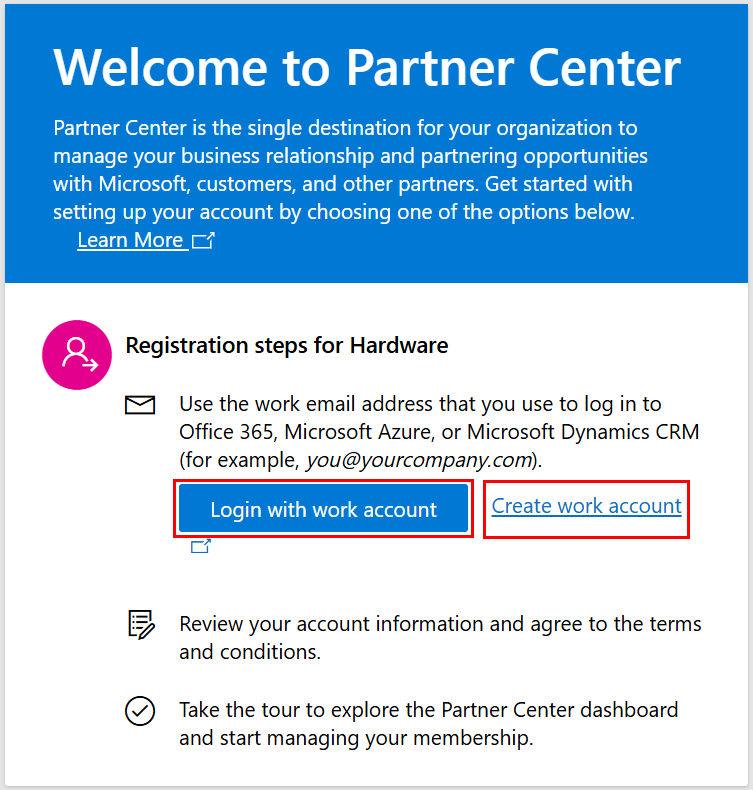 Welcome to Partner Center
Partner Center is the single destination for your organization to
manage your business relationship and partnering opportunities
with Microsoft, customers, and other partners. Get started with
setting up your account by choosing one of the options below.
Learn More
Registration steps for Hardware
Use the work email address that you use to log in to
Office 365, Microsoft Azure, or Microsoft Dynamics CRM
(for example, you@yourcompany.com).
Login with work account
Create work account
Review your account information and agree to the terms
and conditions.
Take the tour to explore the Partner Center dashboard
and start managing your membership.